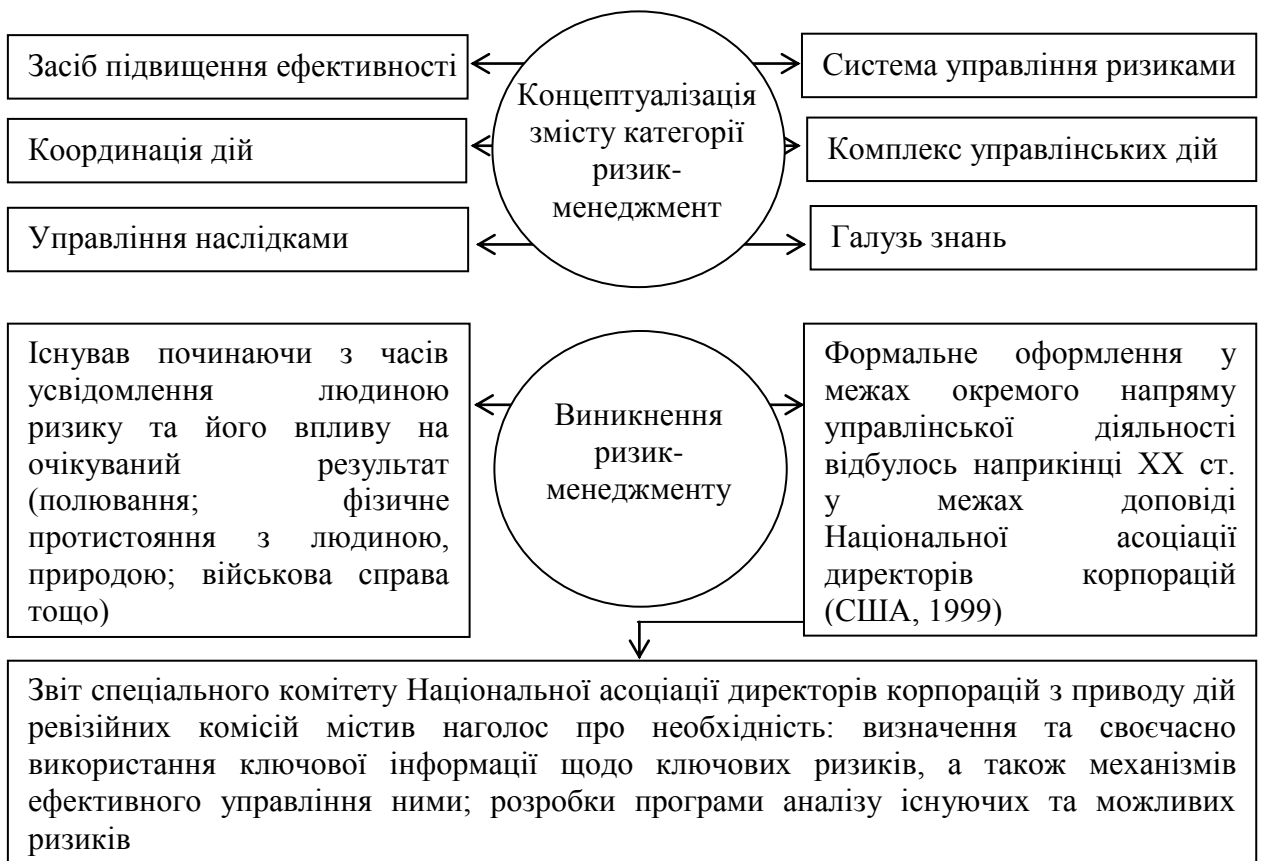 Засіб підвищення ефективності
Координація дій
Управління наслідками
Концептуалізація
змісту категорії
ризик-
менеджмент
Система управління ризиками
Комплекс управлінських дій
Галузь знань
Існував починаючи з часів
усвідомлення людиною
ризику та його впливу на
очікуваний результат
(полювання; фізичне
протистояння з людиною,
природою; військова справа
тощо)
Виникнення
ризик-
менеджменту
Формальне оформлення у
межах окремого напряму
управлінської діяльності
відбулось наприкінці ХХ ст.
у межах доповіді
Національної асоціації
директорів корпорацій
(США, 1999)
Звіт спеціального комітету Національної асоціації директорів корпорацій з приводу дій
ревізійних комісій містив наголос про необхідність: визначення та своєчасно
використання ключової інформації щодо ключових ризиків, а також механізмів
ефективного управління ними; розробки програми аналізу існуючих та можливих
ризиків